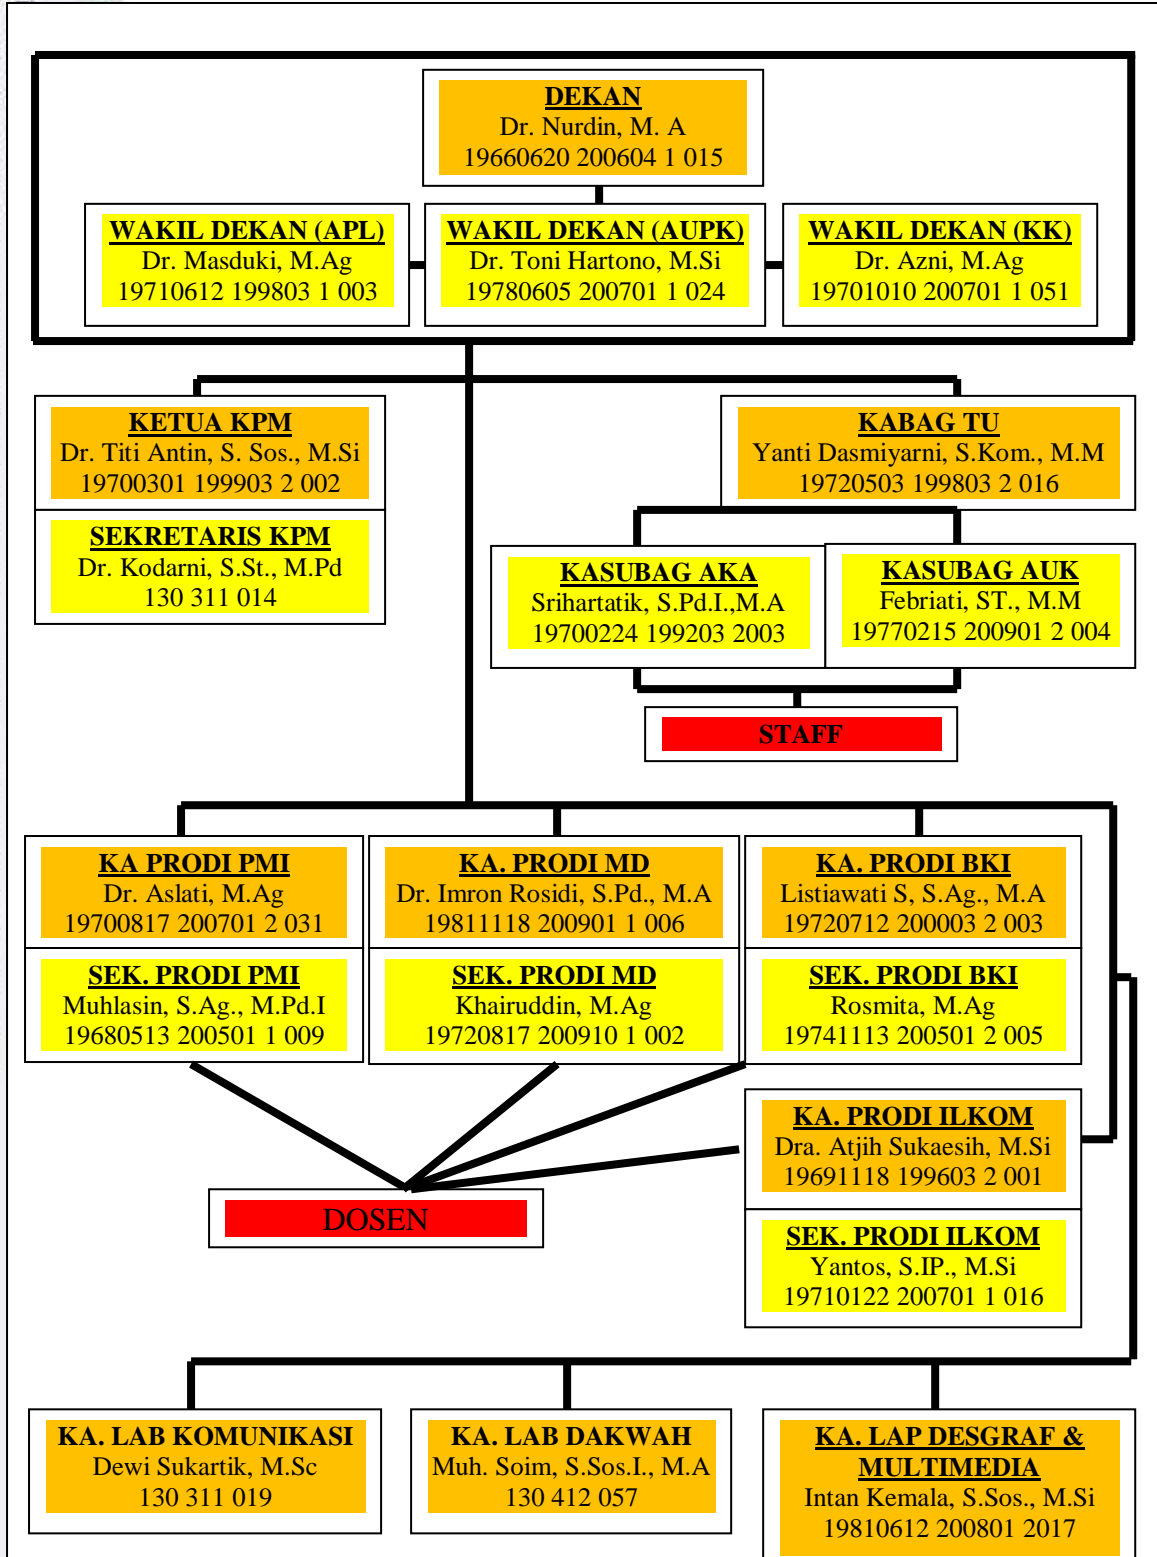 DEKAN
Dr. Nurdin, M. A
19660620 200604 1 015
WAKIL DEKAN (APL)
Dr. Masduki, M.Ag
19710612 199803 1 003
WAKIL DEKAN (AUPK)
Dr. Toni Hartono, M.Si
19780605 200701 1 024
WAKIL DEKAN (KK)
Dr. Azni, M.Ag
19701010 200701 1 051
KETUA KPM
Dr. Titi Antin, S. Sos., M.Si
19700301 199903 2 002
SEKRETARIS KPM
Dr. Kodarni, S.St., M.Pd
130 311 014
KABAG TU
Yanti Dasmiyarni, S.Kom., M.M
19720503 199803 2 016
KASUBAG AKA
Srihartatik, S.Pd.I.,M.A
19700224 199203 2003
KASUBAG AUK
Febriati, ST., M.M
19770215 200901 2 004
STAFF
KA PRODI PMI
Dr. Aslati, M.Ag
19700817 200701 2 031
SEK. PRODI PMI
Muhlasin, S.Ag., M.Pd.I
19680513 200501 1 009
KA. PRODI MD
Dr. Imron Rosidi, S.Pd., M.A
19811118 200901 1 006
SEK. PRODI MD
Khairuddin, M.Ag
19720817 200910 1 002
KA. PRODI BKI
Listiawati S, S.Ag., M.A
19720712 200003 2 003
SEK. PRODI BKI
Rosmita, M.Ag
19741113 200501 2 005
KA. PRODI ILKOM
Dra. Atjih Sukaesih, M.Si
19691118 199603 2 001
SEK. PRODI ILKOM
Yantos, S.IP., M.Si
19710122 200701 1 016
DOSEN
KA. LAB KOMUNIKASI
Dewi Sukartik, M.Sc
130 311 019
KA. LAB DAKWAH
Muh. Soim, S.Sos.I., M.A
130 412 057
KA. LAP DESGRAF &
MULTIMEDIA
Intan Kemala, S.Sos., M.Si
19810612 200801 2017